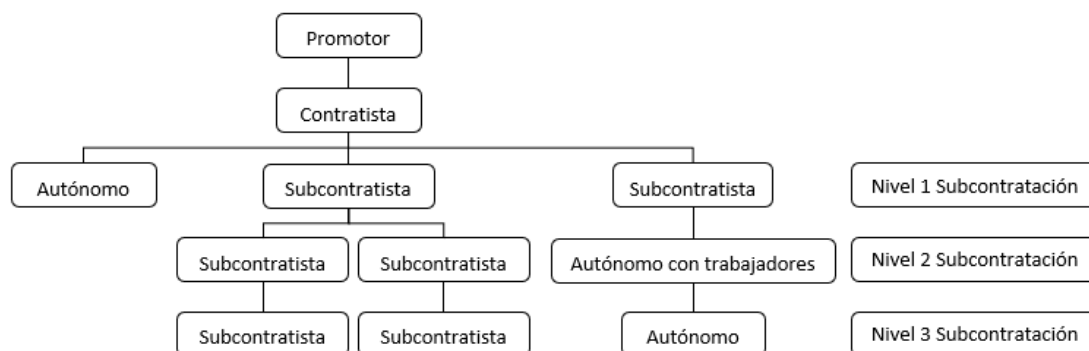 Promotor
Contratista
Autónomo
Subcontratista
Subcontratista
Nivel 1 Subcontratación
Subcontratista
Subcontratista
Autónomo con trabajadores
Nivel 2 Subcontratación
Subcontratista
Subcontratista
Autónomo
Nivel 3 Subcontratación